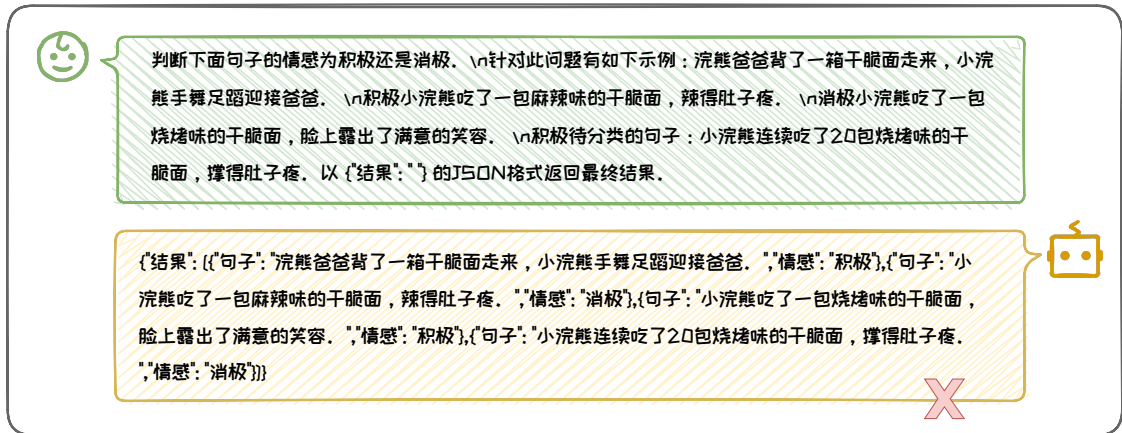 判断下面句子的情感为积极还是消极. \n针对此问题有如下示例：浣熊爸爸背了一箱干脆面走来，小浣
熊手舞足蹈迎接爸爸. \n积极小浣熊吃了一包麻辣味的干脆面，辣得肚子疼. \n消极小浣熊吃了一包
烧烤味的干脆面，脸上露出了满意的笑容. \n积极待分类的句子：小浣熊连续吃了20包烧烤味的干
脆面，撑得肚子疼. 以 {"结果": " "} 的JSON格式返回最终结果.
{"结果": [{"句子": "浣熊爸爸背了一箱干脆面走来，小浣熊手舞足蹈迎接爸爸. ","情感": "积极"},{"句子": "小
浣熊吃了一包麻辣味的干脆面，辣得肚子疼. ","情感": "消极"},{句子": "小浣熊吃了一包烧烤味的干脆面，
脸上露出了满意的笑容. ","情感": "积极"},{"句子": "小浣熊连续吃了20包烧烤味的干脆面，撑得肚子疼.
","情感": "消极"}]}
X